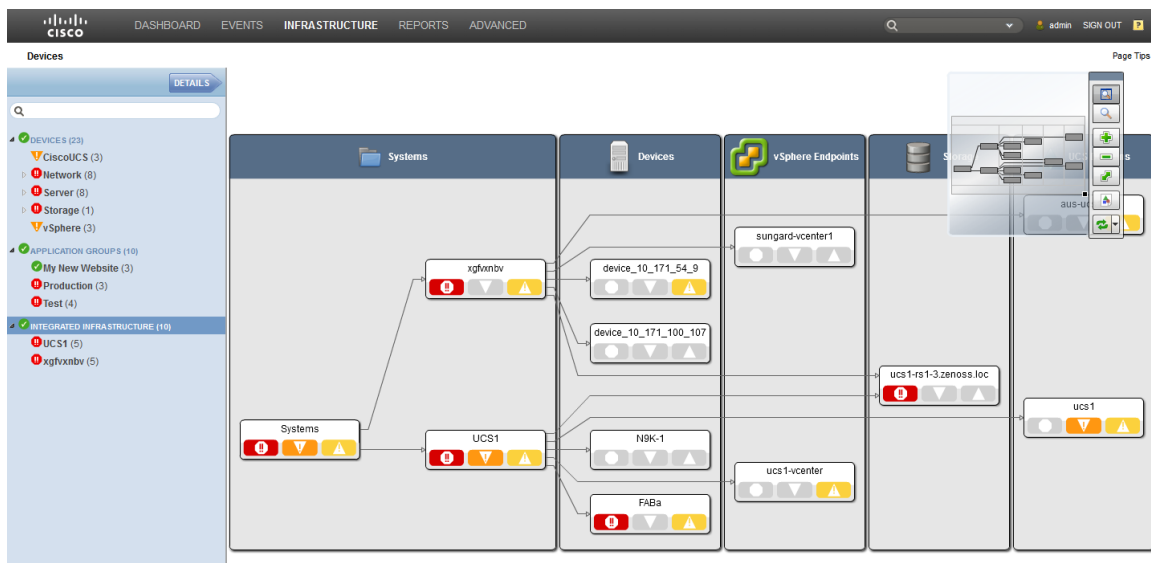 CISCO
DASHBOARD EVENTS INFRASTRUCTURE REPORTS ADVANCED
admin SIGN OUT ?
Devices
Page Tips
DETAILS
DEVICES (23)
CiscoUCS (3)
Network (8)
Server (8)
Storage (1)
vSphere (3)
APPLICATION GROUPS (10)
My New Website (3)
Production (3)
Test (4)
INTEGRATED INFRASTRUCTURE (10)
UCS1 (5)
xgfvxnbv (5)
Systems
Devices
vSphere Endpoints
xgfvxnbv
Systems
UCS1
device_10_171_54_9
device_10_171_100_107
N9K-1
FABa
sungard-vcenter1
ucs1-vcenter
ucs1-rs1-3.zenoss.loc
ucs1